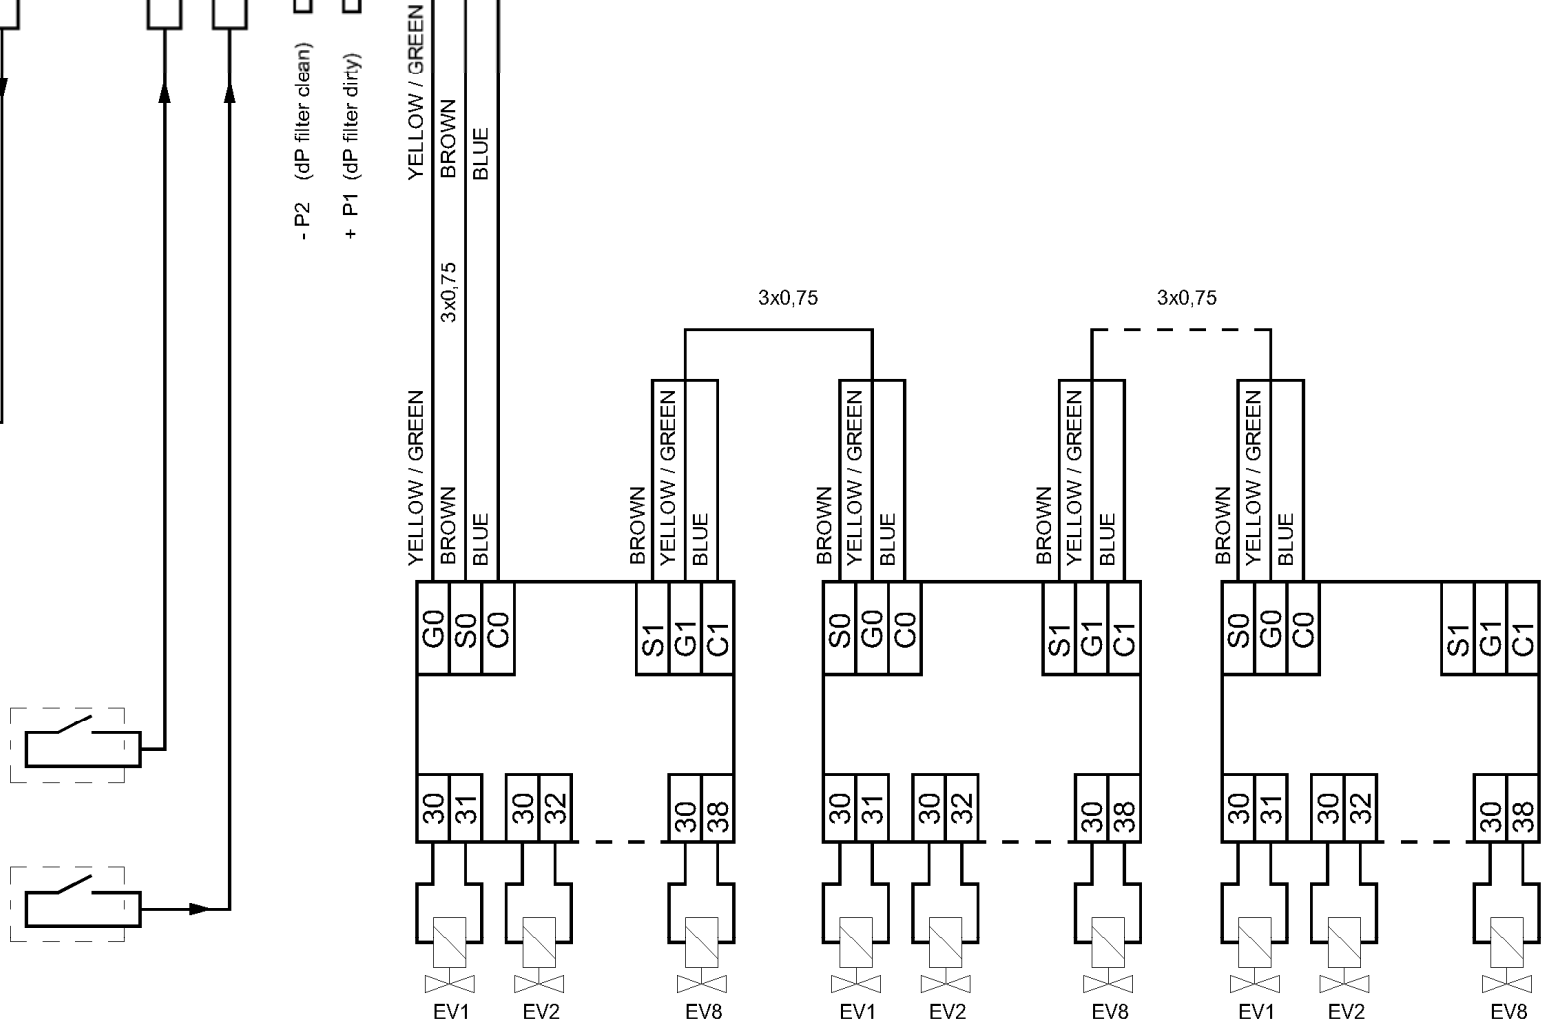 - P2 (dP filter clean)
+ P1 (dP filter dirty)
YELLOW / GREEN
BROWN
BLUE
3x0,75
3x0,75
3x0,75
YELLOW / GREEN
BROWN
BLUE
BROWN
YELLOW / GREEN
BLUE
BROWN
YELLOW / GREEN
BLUE
BROWN
YELLOW / GREEN
BLUE
BROWN
YELLOW / GREEN
BLUE
G0 S0 C0
S1 G1 C1
S0 G0 C0
S1 G1 C1
S0 G0 C0
S1 G1 C1
30 31
30 32
30 38
30 31
30 32
30 38
30 31
30 32
30 38
EV1
EV2
EV8
EV1
EV2
EV8
EV1
EV2
EV8